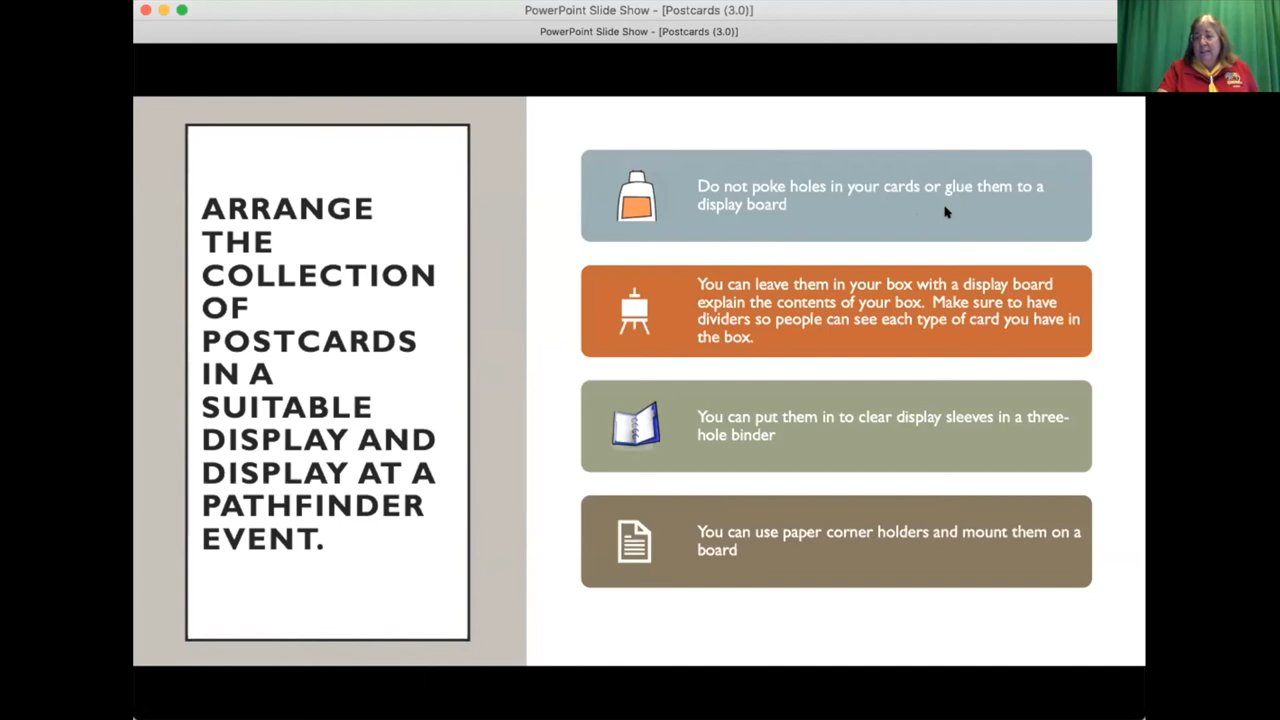 PowerPoint Slide Show - [Postcards (3.0)]
PowerPoint Slide Show - [Postcards (3.0)]
ARRANGE
THE
COLLECTION
OF
POSTCARDS
IN A
SUITABLE
DISPLAY AND
DISPLAY AT A
PATHFINDER
EVENT.
Do not poke holes in your cards or glue them to a
display board
You can leave them in your box with a display board
explain the contents of your box. Make sure to have
dividers so people can see each type of card you have in
the box.
You can put them in to clear display sleeves in a three-
hole binder
You can use paper corner holders and mount them on a
board